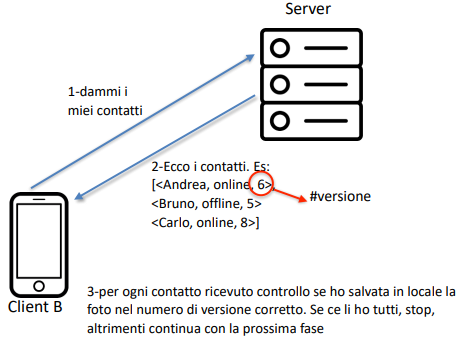 Server
1-dammi i
miei contatti
2-Ecco i contatti. Es:
[<Andrea, online, 6>,
#versione
<Bruno, offline, 5>
<Carlo, online, 8>]
Client B
3-per ogni contatto ricevuto controllo se ho salvata in locale la
foto nel numero di versione corretto. Se ce li ho tutti, stop,
altrimenti continua con la prossima fase